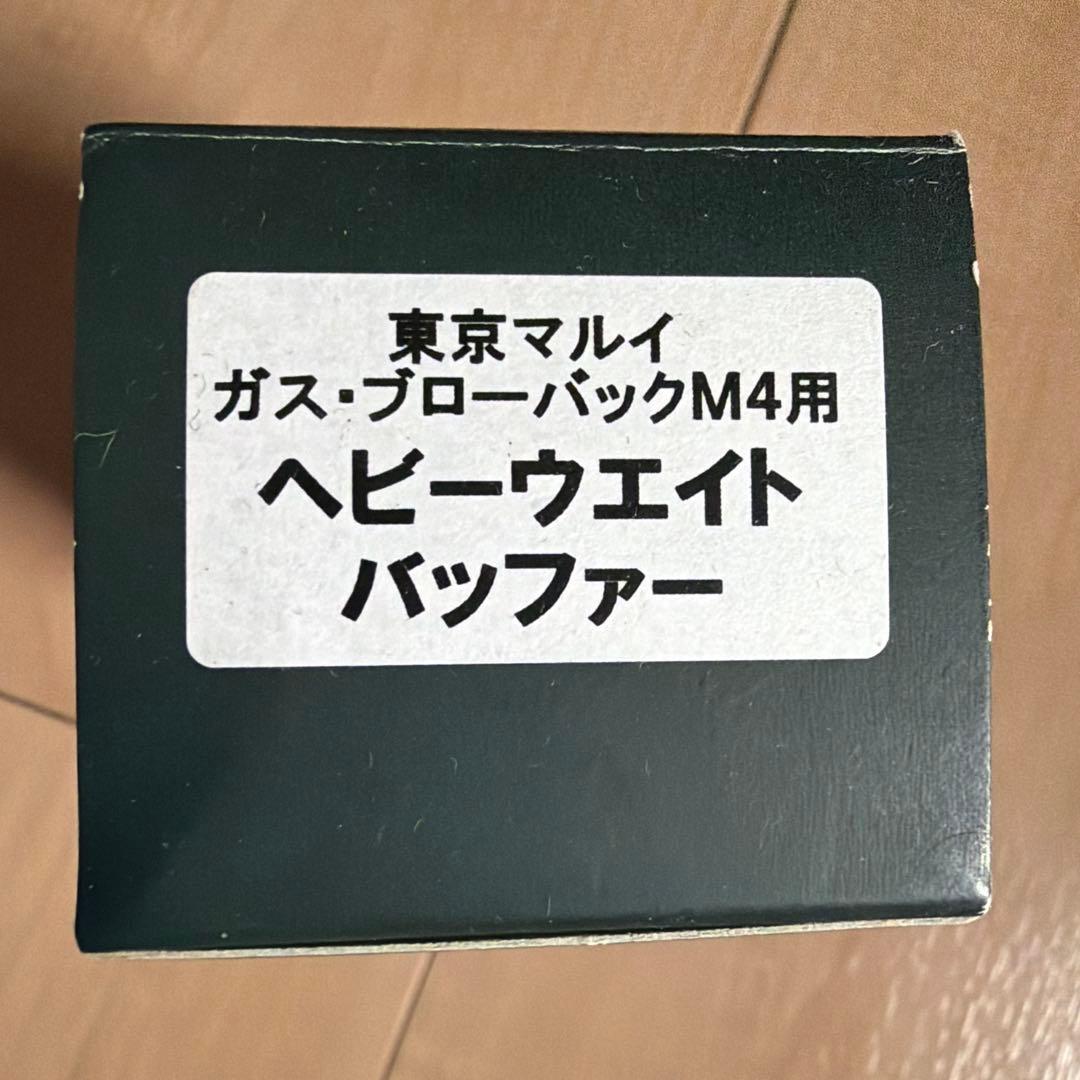 東京マルイ
ガス・ブローバックM4用
ヘビーウエイト
バッファー